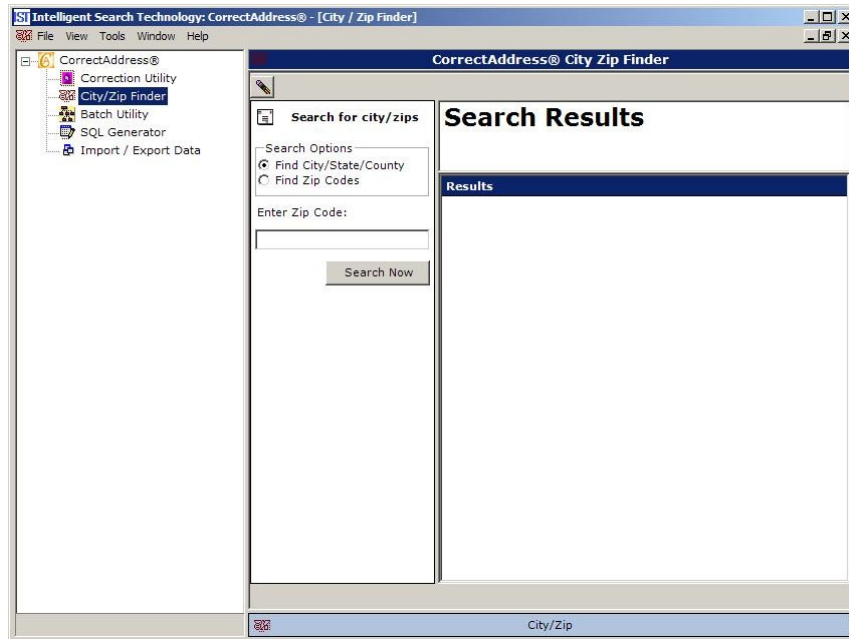 Intelligent Search Technology: CorrectAddress® - [City / Zip Finder]
File View Tools Window Help
CorrectAddress®
Correction Utility
City/Zip Finder
Batch Utility
SQL Generator
Import / Export Data
CorrectAddress® City Zip Finder
Search for city/zips
Search Options
Find City/State/County
Find Zip Codes
Enter Zip Code:
Search Now
Search Results
Results
City/Zip